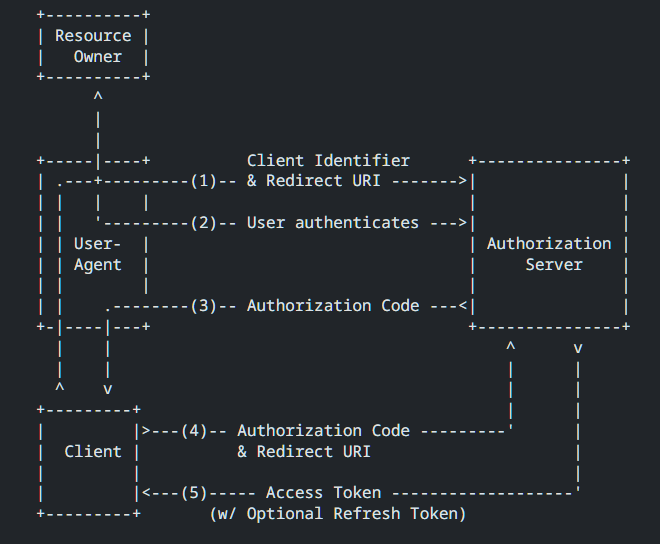 Resource
Owner
Client Identifier
(1) & Redirect URI
(2) User authenticates
User-
Agent
Authorization
Server
(3) Authorization Code
(4) Authorization Code
& Redirect URI
Client
(5) Access Token
(w/ Optional Refresh Token)